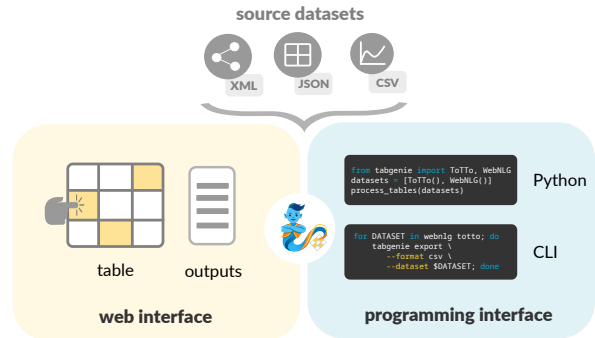 source datasets
XML
JSON
CSV
from tabgenie import ToTTo, WebNLG
datasets = [ToTTo(), WebNLG()]
process_tables(datasets)
Python
for DATASET in webnlg totto; do
tabgenie export \
--format csv \
--dataset $DATASET; done
CLI
table
outputs
web interface
programming interface